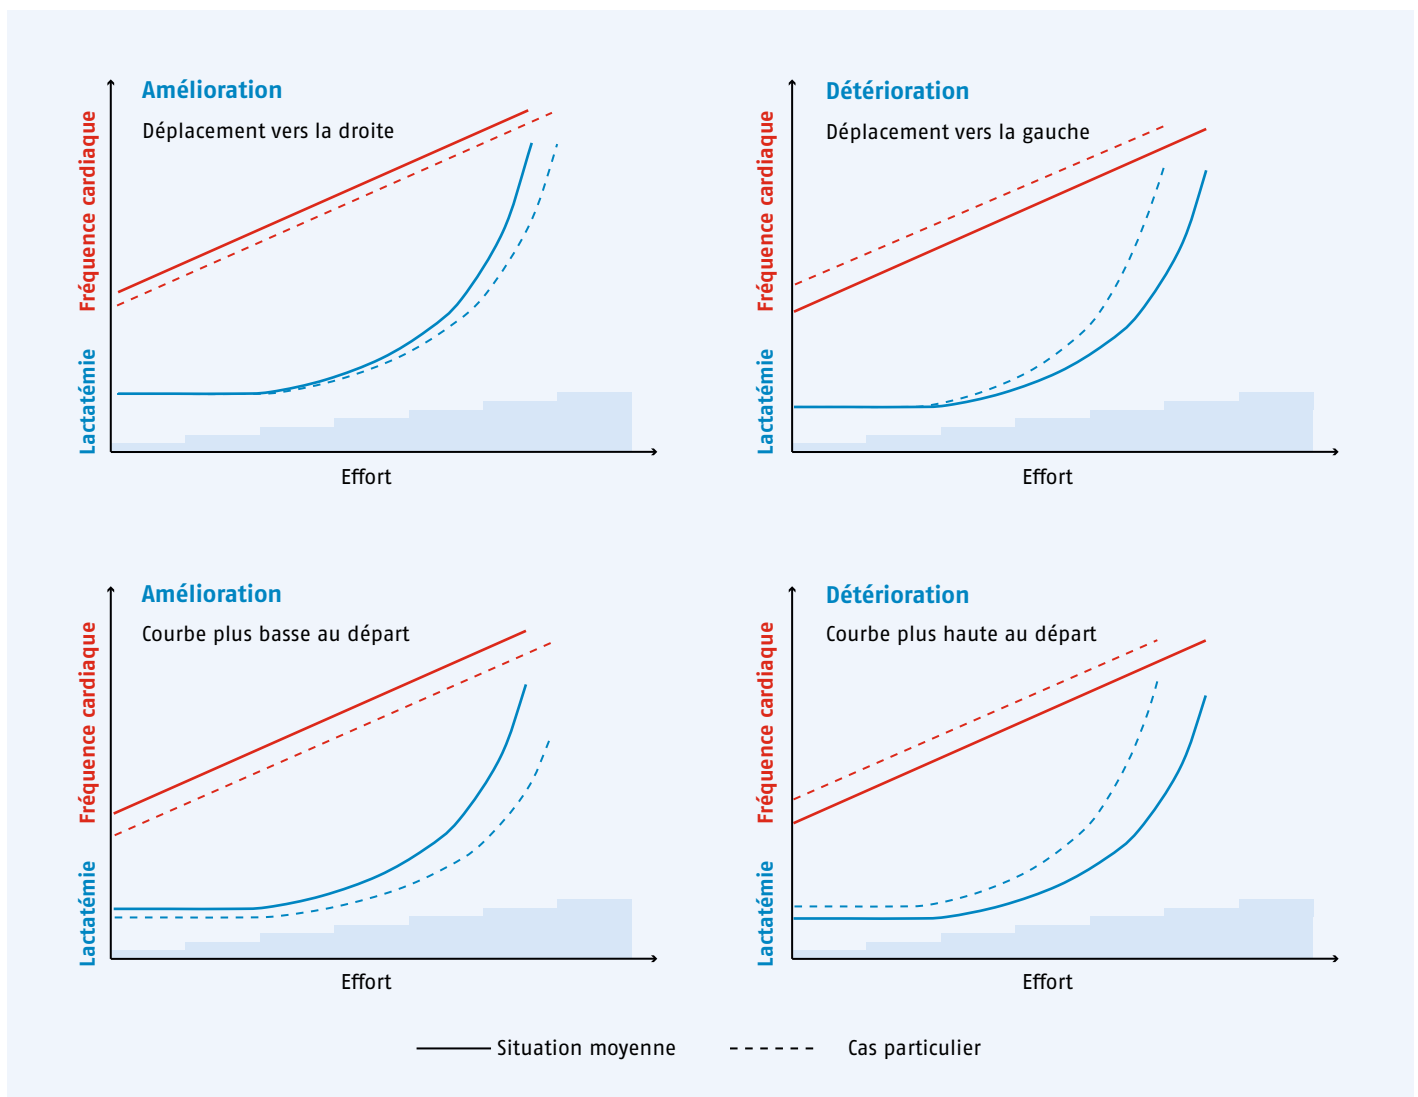 Amélioration
Déplacement vers la droite
Fréquence cardiaque
Lactatémie
Effort
Détérioration
Déplacement vers la gauche
Fréquence cardiaque
Lactatémie
Effort
Amélioration
Courbe plus basse au départ
Fréquence cardiaque
Lactatémie
Effort
Détérioration
Courbe plus haute au départ
Fréquence cardiaque
Lactatémie
Effort
Situation moyenne
Cas particulier